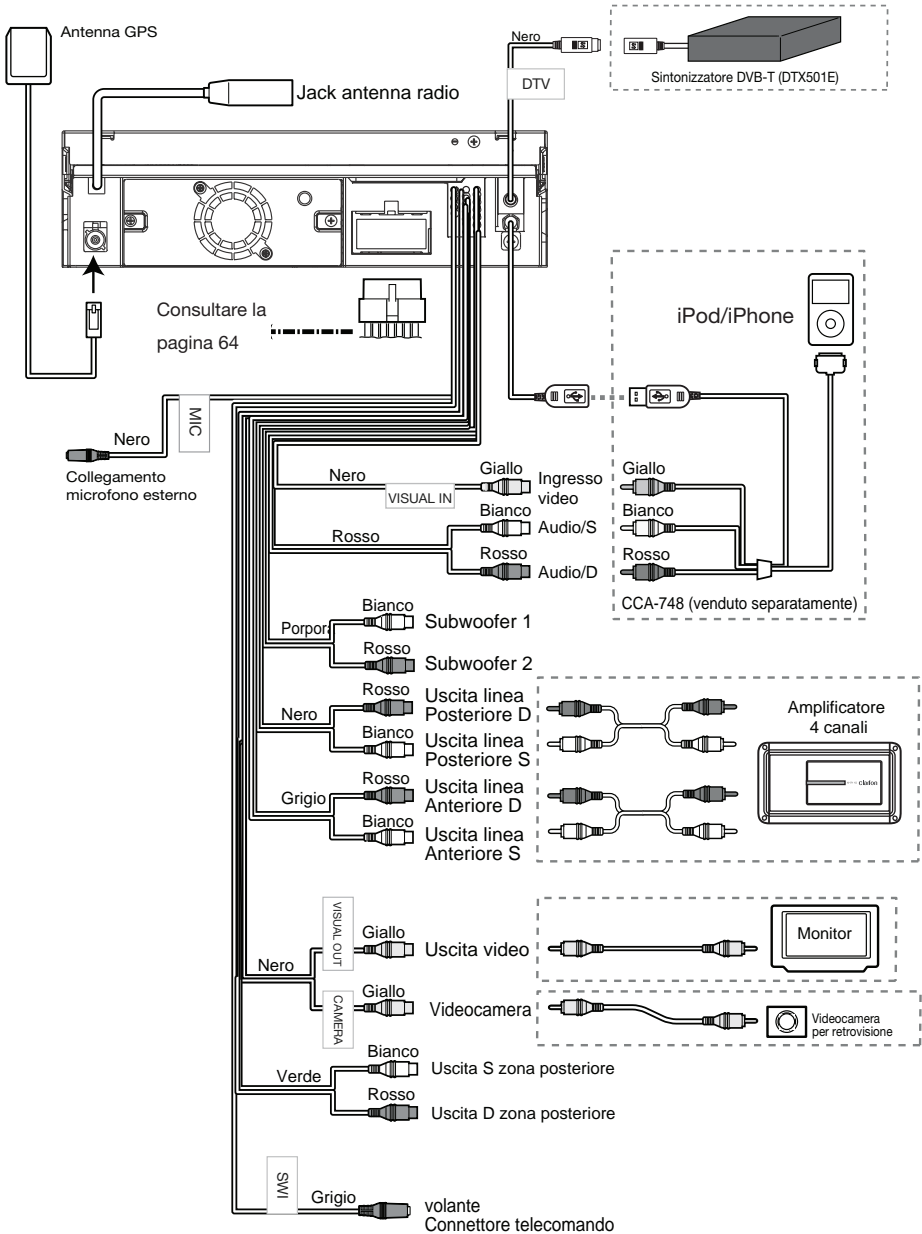 Antenna GPS
Jack antenna radio
Nero
DTV
Sintonizzatore DVB-T (DTX501E)
Consultare la
pagina 64
iPod/iPhone
MIC
Nero
Collegamento
microfono esterno
Nero
VISUAL IN
Giallo
Ingresso
video
Giallo
Rosso
Bianco
Audio/S
Bianco
Rosso
Audio/D
Rosso
CCA-748 (venduto separatamente)
Porpora
Bianco
Subwoofer 1
Rosso
Subwoofer 2
Nero
Rosso
Uscita linea
Posteriore D
Bianco
Uscita linea
Posteriore S
Grigio
Rosso
Uscita linea
Anteriore D
Bianco
Uscita linea
Anteriore S
Amplificatore
4 canali
clarion
Nero
VISUAL OUT
Giallo
Uscita video
Monitor
CAMERA
Giallo
Videocamera
Videocamera
per retrovisione
Verde
Bianco
Uscita S zona posteriore
Rosso
Uscita D zona posteriore
SWI
Grigio
volante
Connettore telecomando